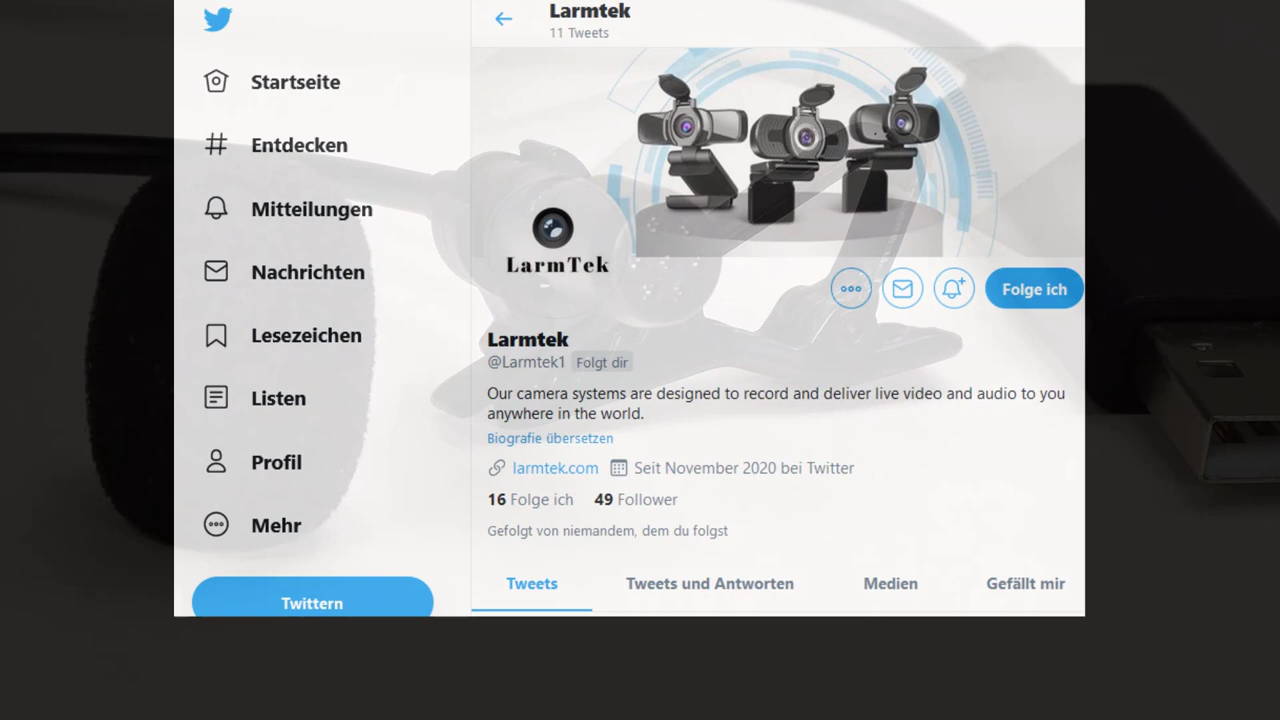 Larmtek
11 Tweets
Startseite
Entdecken
Mitteilungen
Nachrichten
Lesezeichen
Listen
Profil
Mehr
Twittern
LarmTek
Folge ich
Larmtek
@Larmtek1 Folgt dir
Our camera systems are designed to record and deliver live video and audio to you
anywhere in the world.
Biografie übersetzen
larmtek.com Seit November 2020 bei Twitter
16 Folge ich 49 Follower
Gefolgt von niemandem, dem du folgst
Tweets Tweets und Antworten Medien Gefällt mir